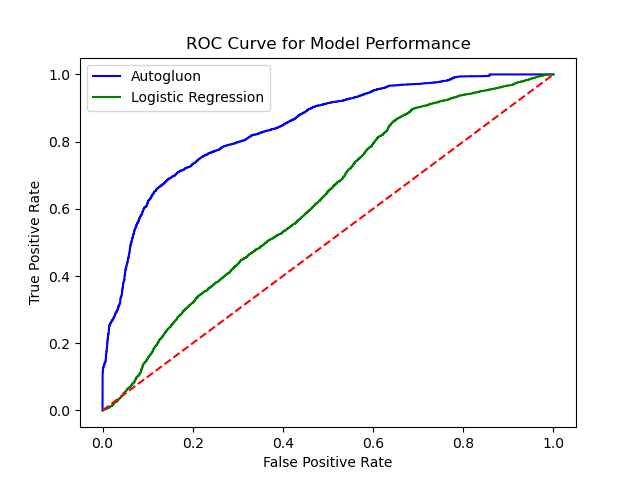 ROC Curve for Model Performance
Autogluon
Logistic Regression
True Positive Rate
1.0
0.8
0.6
0.4
0.2
0.0
0.0 0.2 0.4 0.6 0.8 1.0
False Positive Rate